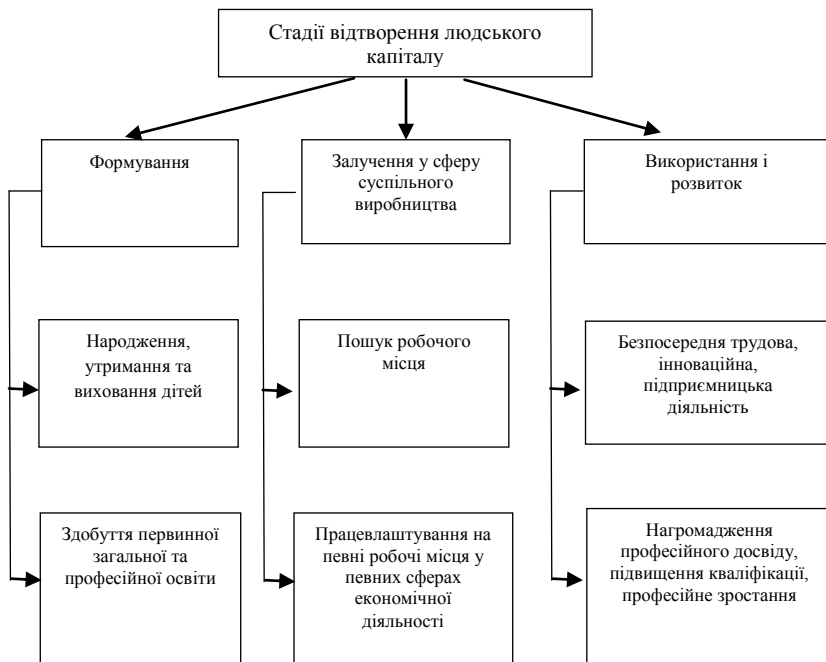 Стадії відтворення людського
капіталу
Формування
Залучення у сферу
суспільного
виробництва
Використання і
розвиток
Народження,
утримання та
виховання дітей
Пошук робочого
місця
Безпосередня трудова,
інноваційна,
підприємницька
діяльність
Здобуття первинної
загальної та
професійної освіти
Працевлаштування на
певні робочі місця у
певних сферах
економічної
діяльності
Нагромадження
професійного досвіду,
підвищення кваліфікації,
професійне зростання